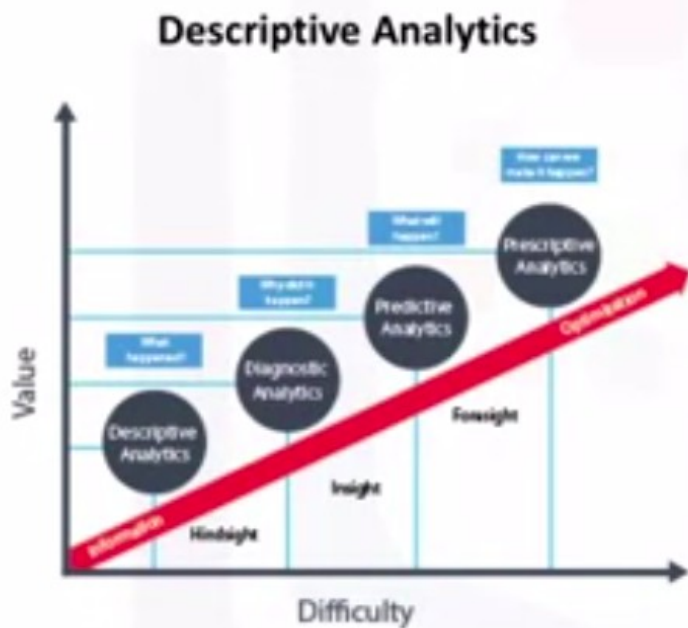 Descriptive Analytics
How can we
make it happen?
What will
happen?
Prescriptive
Analytics
Why did it
happen?
Predictive
Analytics
Optimization
What
happened?
Diagnostic
Analytics
Value
Foresight
Descriptive
Analytics
Insight
Information
Hindsight
Difficulty